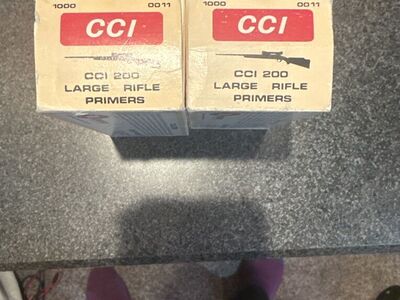 1000 0011
CCI
CCI 200
LARGE RIFLE
PRIMERS
1000 0011
CCI
CCI 200
LARGE RIFLE
PRIMERS